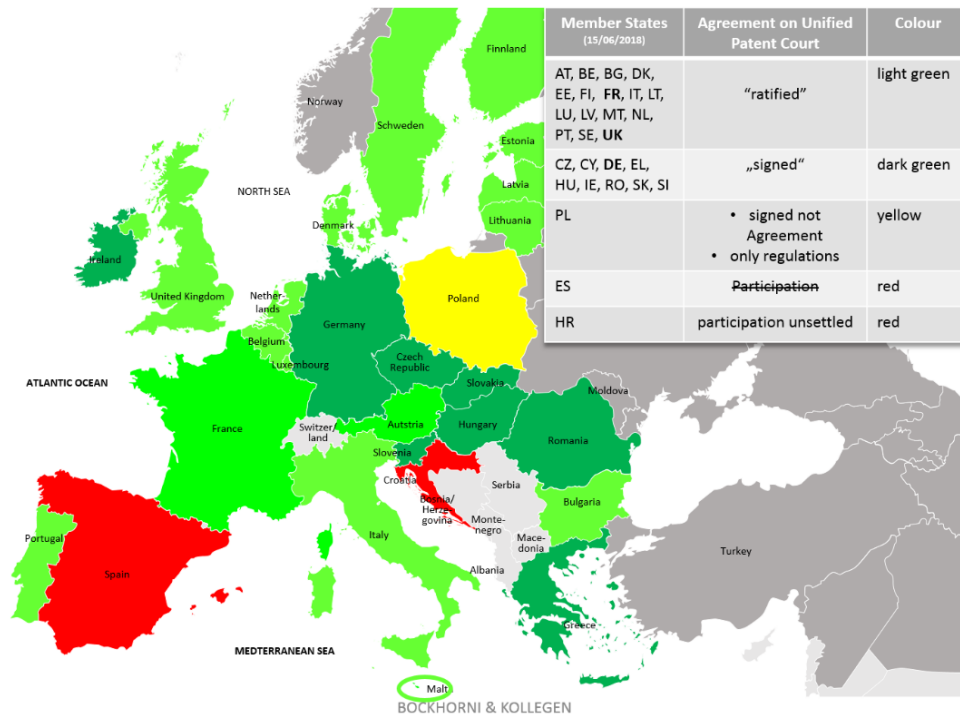 Member States
(15/06/2018)
Agreement on Unified
Patent Court
Colour
AT, BE, BG, DK,
EE, FI, FR, IT, LT,
LU, LV, MT, NL,
PT, SE, UK
“ratified”
light green
CZ, CY, DE, EL,
HU, IE, RO, SK, SI
„signed“
dark green
PL
• signed not
Agreement
• only regulations
yellow
ES
Participation
red
HR
participation unsettled
red
Finnland
Norway
Schweden
Estonia
NORTH SEA
Latvia
Lithuania
Denmark
Ireland
United Kingdom
Nether-
lands
Poland
Germany
Belgium
Luxembourg
Czech
Republic
ATLANTIC OCEAN
Slovakia
Moldova
France
Switzer/
land
Autstria
Hungary
Romania
Slovenia
Croatia
Serbia
Bosnia/
Herze
govina
Bulgaria
Monte-
negro
Italy
Mace-
donia
Portugal
Spain
Albania
Turkey
Greece
MEDTERRANEAN SEA
Malt
BOCKHORNI & KOLLEGEN